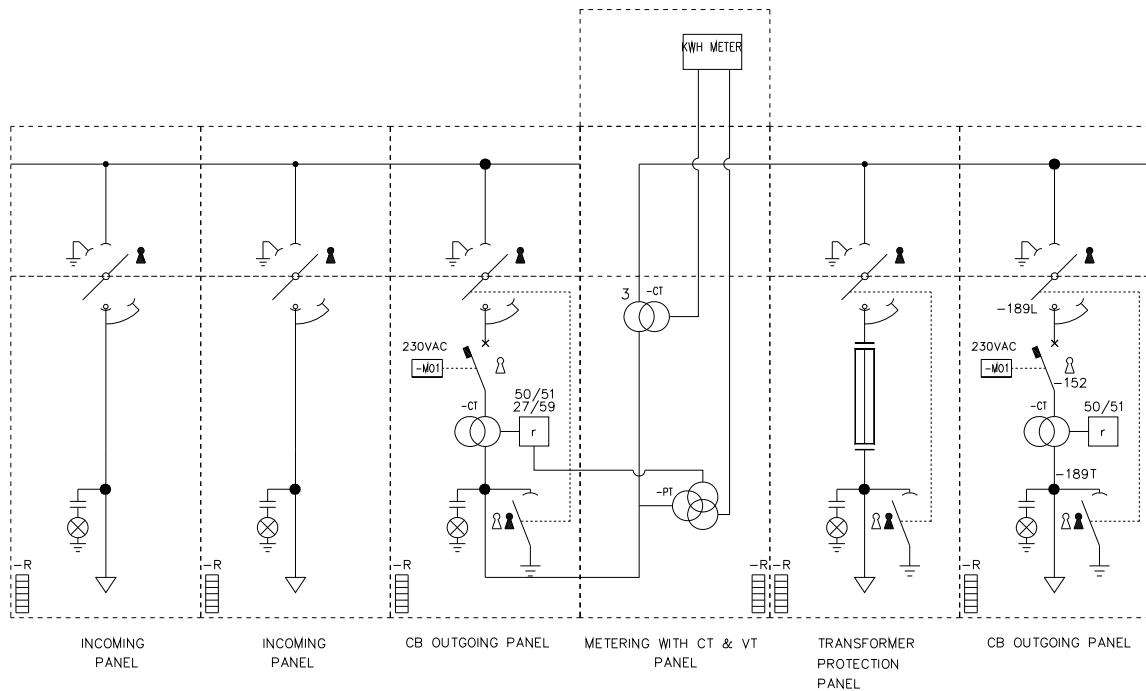 KWH METER
3
-CT
-189L
230VAC
-M01
50/51
27/59
-CT
r
230VAC
-M01
-152
-CT
50/51
r
-PT
-189T
-R
-R
-R
-R
-R
-R
INCOMING
PANEL
INCOMING
PANEL
CB OUTGOING PANEL
METERING WITH CT & VT
PANEL
TRANSFORMER
PROTECTION
PANEL
CB OUTGOING PANEL